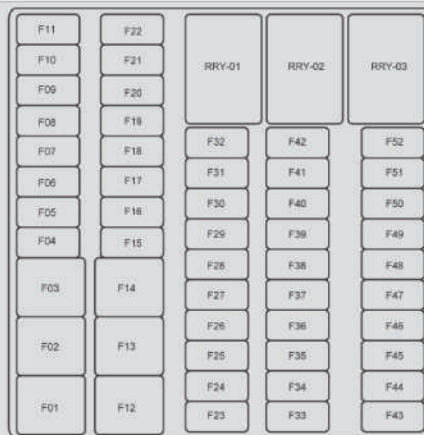 F11 F22
RRY-01 RRY-02 RRY-03
F10 F21
F09 F20
F08 F19
F32 F42 F52
F07 F18
F31 F41 F51
F06 F17
F30 F40 F50
F05 F16
F29 F39 F49
F04 F15
F28 F38 F48
F03 F14
F27 F37 F47
F26 F36 F46
F02 F13
F25 F35 F45
F24 F34 F44
F01 F12
F23 F33 F43